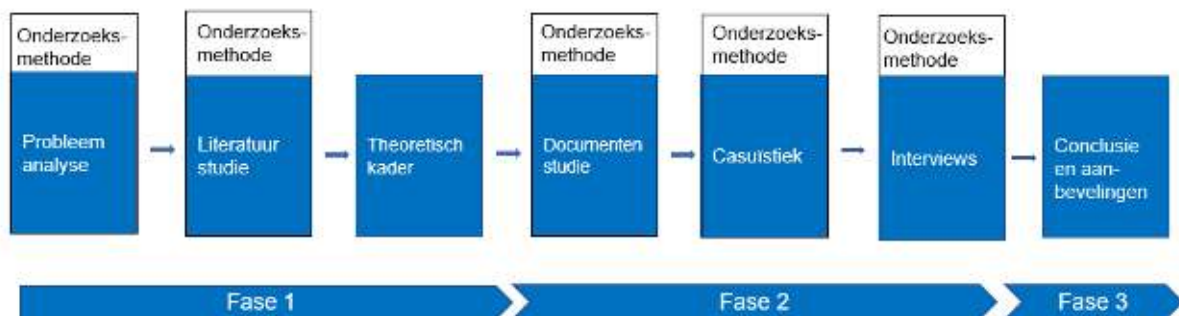 Onderzoeks-
methode
Probleem
analyse
Onderzoeks-
methode
Literatuur
studie
Theoretisch
kader
Onderzoeks-
methode
Documenten
studie
Onderzoeks-
methode
Casuïstiek
Onderzoeks-
methode
Interviews
Conclusie
en aan-
bevelingen
Fase 1
Fase 2
Fase 3